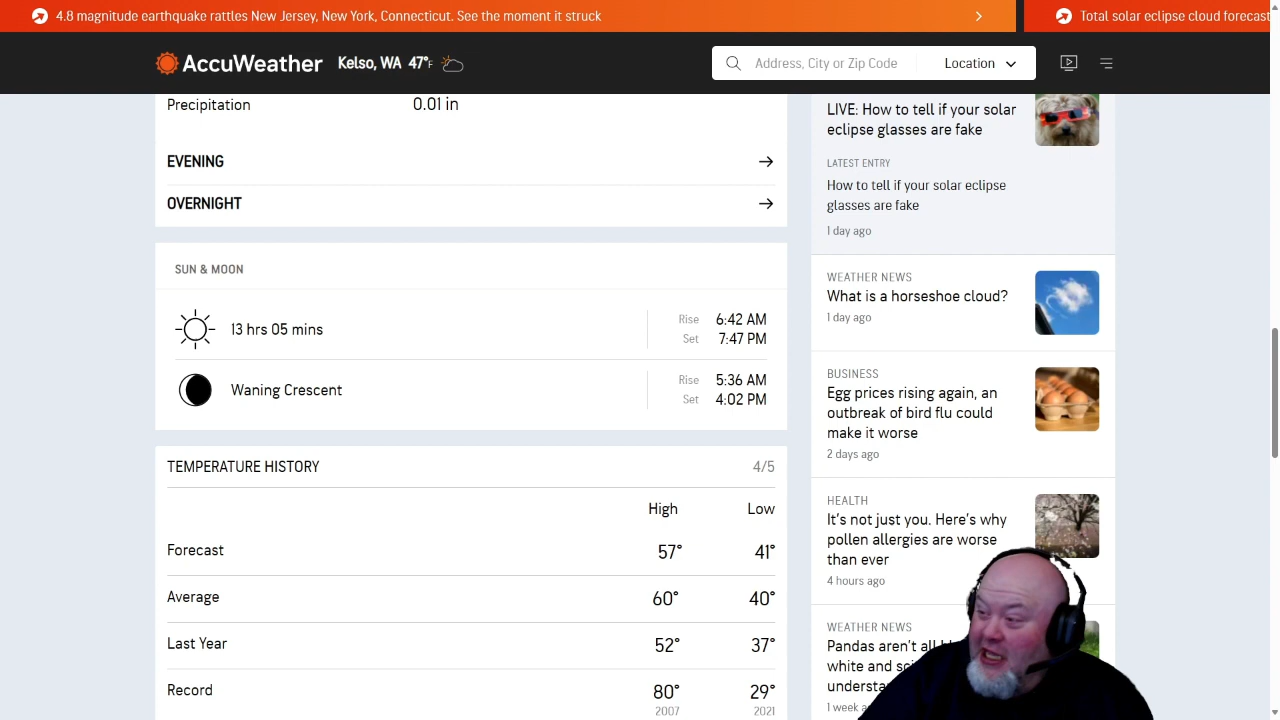 4.8 magnitude earthquake rattles New Jersey, New York, Connecticut. See the moment it struck
Total solar eclipse cloud forecast
AccuWeather
Kelso, WA 47°F
Address, City or Zip Code
Location
Precipitation 0.01 in
EVENING
OVERNIGHT
SUN & MOON
13 hrs 05 mins
Rise 6:42 AM
Set 7:47 PM
Waning Crescent
Rise 5:36 AM
Set 4:02 PM
TEMPERATURE HISTORY 4/5
High Low
Forecast 57° 41°
Average 60° 40°
Last Year 52° 37°
Record 80° 29°
2007 2021
LIVE: How to tell if your solar
eclipse glasses are fake
LATEST ENTRY
How to tell if your solar eclipse
glasses are fake
1 day ago
WEATHER NEWS
What is a horseshoe cloud?
1 day ago
BUSINESS
Egg prices rising again, an
outbreak of bird flu could
make it worse
2 days ago
HEALTH
It's not just you. Here's why
pollen allergies are worse
than ever
4 hours ago
WEATHER NEWS
Pandas aren't all
white and
1 week